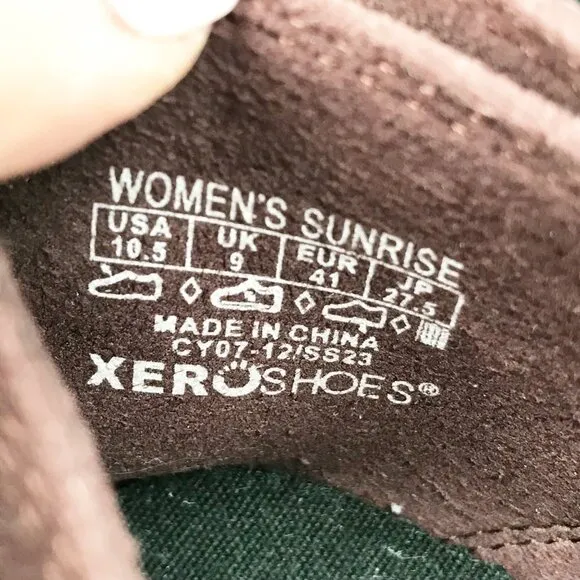 WOMEN'S SUNRISE
USA UK EUR JP
10.5 9 41 27.5
MADE IN CHINA
CY07-12/SS23
XEROSHOES®